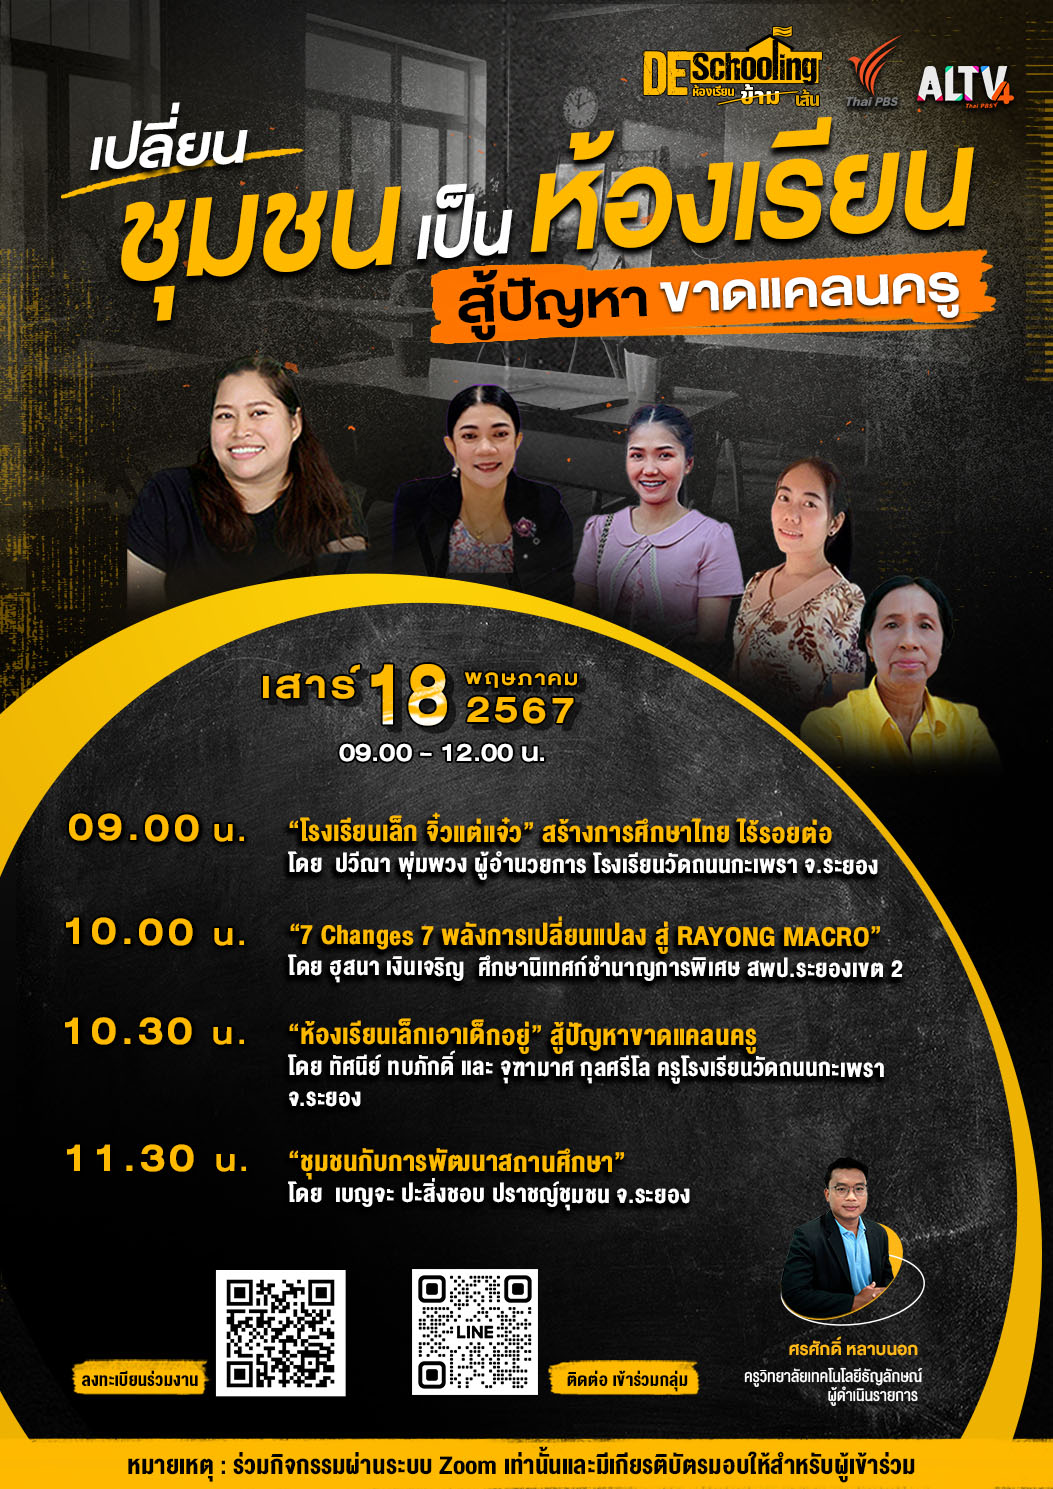 DESchooling
ห้องเรียน ข้าม เส้น
Thai PBS
ALTV4
Thai PBS
เปลี่ยน
ชุมชน เป็น ห้องเรียน
สู้ปัญหา ขาดแคลนครู
เสาร์ 18 พฤษภาคม 2567
09.00 - 12.00 น.
09.00 น. “โรงเรียนเล็ก จิ๋วแต่แจ๋ว” สร้างการศึกษาไทย ไร้รอยต่อ
โดย ปวีณา พุ่มพวง ผู้อำนวยการ โรงเรียนวัดถนนกะเพรา จ.ระยอง
10.00 น. “7 Changes 7 พลังการเปลี่ยนแปลง สู่ RAYONG MACRO”
โดย ฮุสนา เงินเจริญ ศึกษานิเทศก์ชำนาญการพิเศษ สพป.ระยองเขต 2
10.30 น. “ห้องเรียนเล็กเอาเด็กอยู่” สู้ปัญหาขาดแคลนครู
โดย ทัศนีย์ ทบภักดิ์ และ จุฑามาศ กุลศรีโล ครูโรงเรียนวัดถนนกะเพรา
จ.ระยอง
11.30 น. “ชุมชนกับการพัฒนาสถานศึกษา”
โดย เบญจะ ปะสิ่งชอบ ปราชญ์ชุมชน จ.ระยอง
LINE
ลงทะเบียนร่วมงาน
ติดต่อ เข้าร่วมกลุ่ม
ศรศักดิ์ หลาบนอก
ครูวิทยาลัยเทคโนโลยีธัญลักษณ์
ผู้ดำเนินรายการ
หมายเหตุ : ร่วมกิจกรรมผ่านระบบ Zoom เท่านั้นและมีเกียรติบัตรมอบให้สำหรับผู้เข้าร่วม